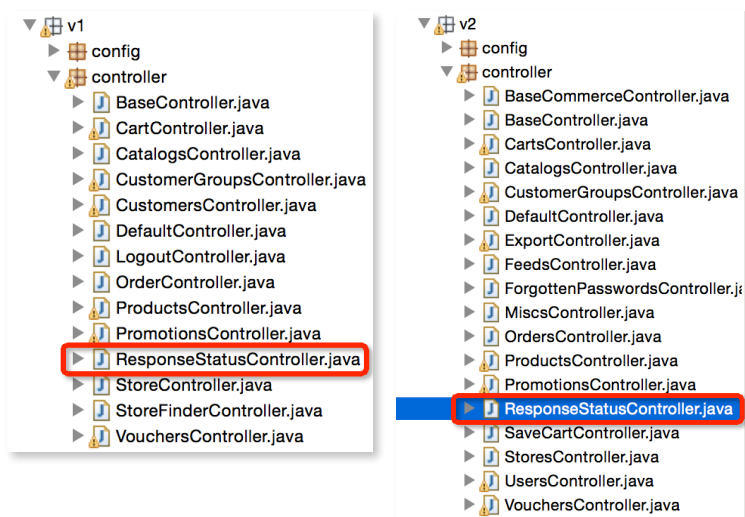 v1
config
controller
BaseController.java
CartController.java
CatalogsController.java
CustomerGroupsController.java
CustomersController.java
DefaultController.java
LogoutController.java
OrderController.java
ProductsController.java
PromotionsController.java
ResponseStatusController.java
StoreController.java
StoreFinderController.java
VouchersController.java
v2
config
controller
BaseCommerceController.java
BaseController.java
CartsController.java
CatalogsController.java
CustomerGroupsController.java
DefaultController.java
ExportController.java
FeedsController.java
ForgottenPasswordsController.ja
MiscsController.java
OrdersController.java
ProductsController.java
PromotionsController.java
ResponseStatusController.java
SaveCartController.java
StoresController.java
UsersController.java
VouchersController.java